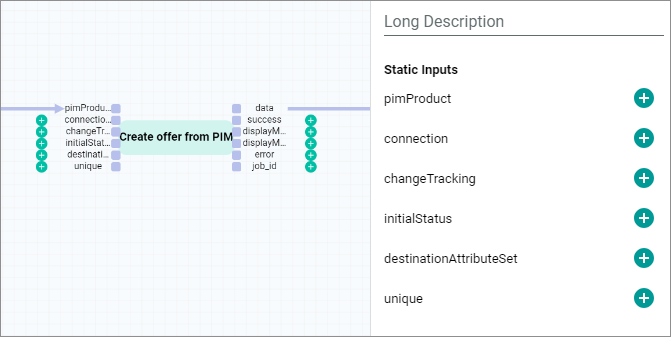 pimProdu...
connectio...
changeTr...
initialStat...
destinati...
unique
Create offer from PIM
data
success
displayM...
displayM...
error
job_id
Long Description
Static Inputs
pimProduct
connection
changeTracking
initialStatus
destinationAttributeSet
unique